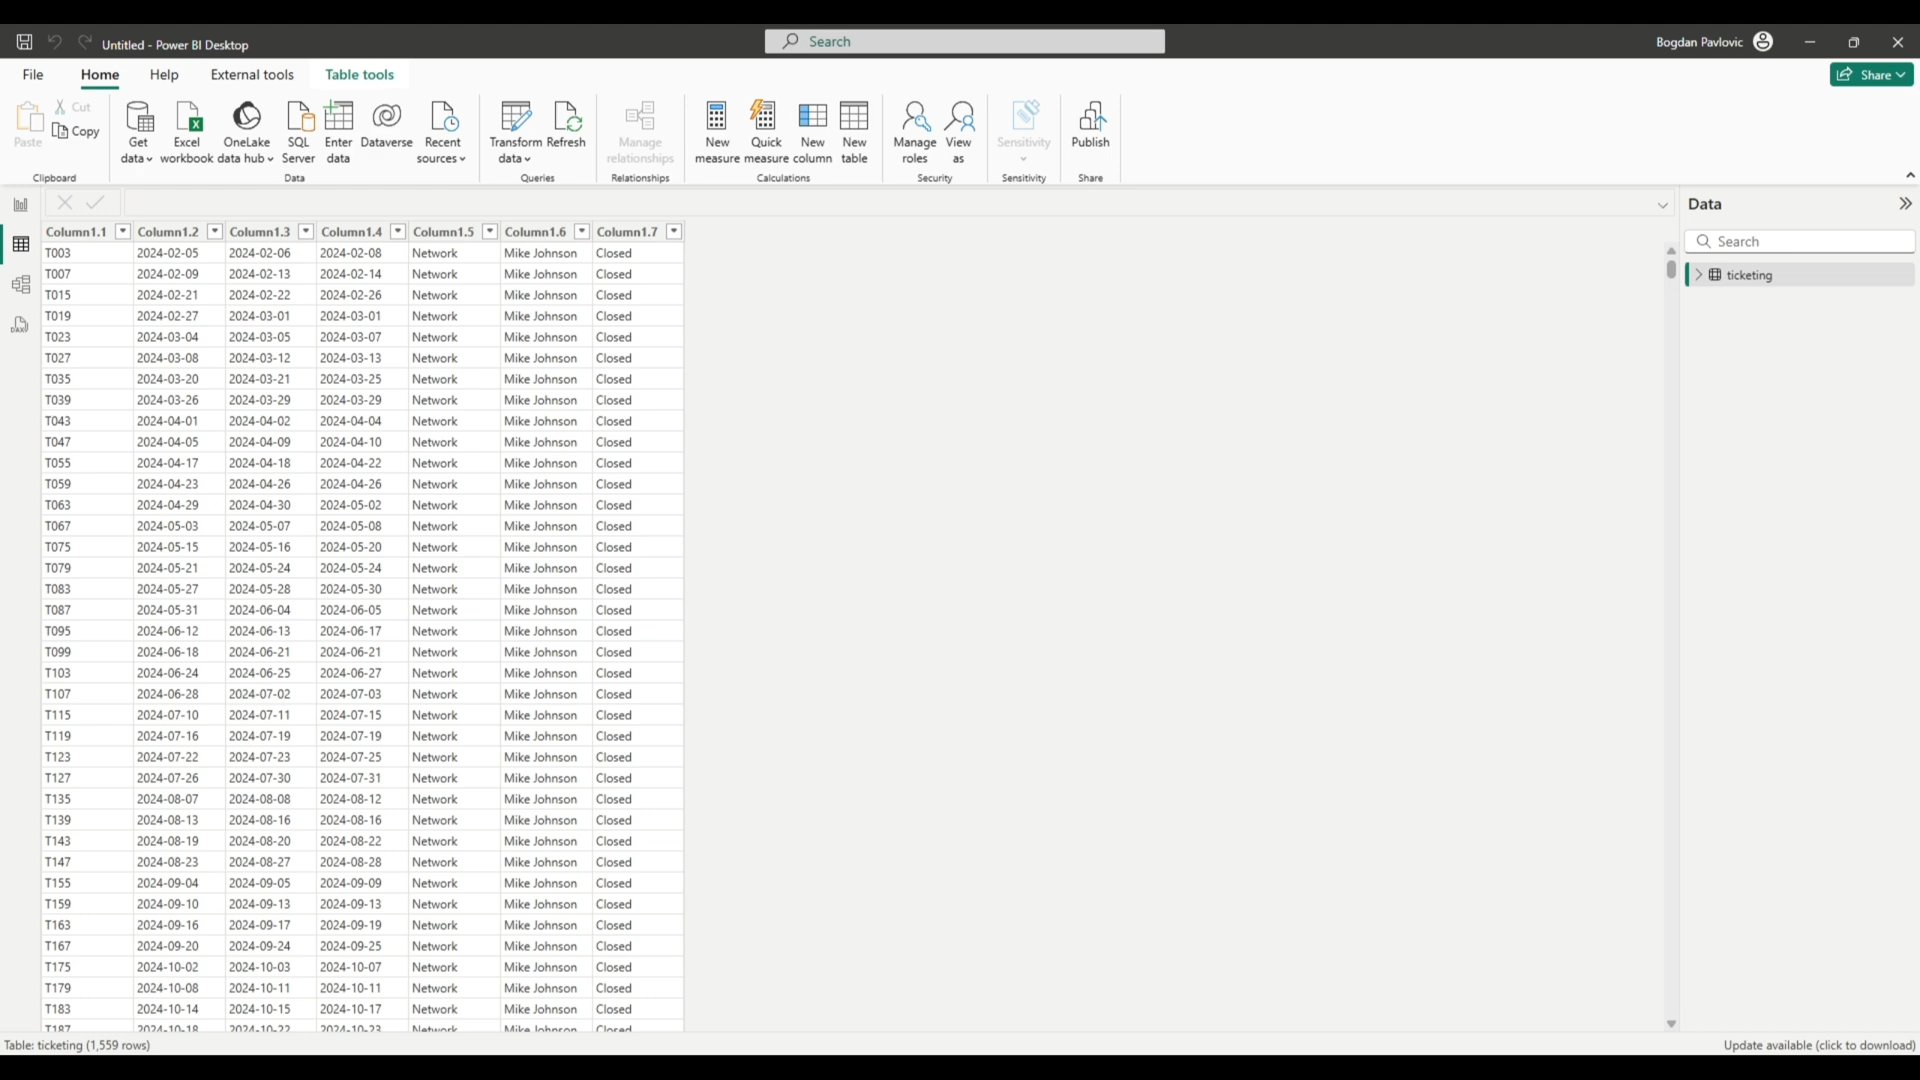 Untitled - Power BI Desktop
Search
Bogdan Pavlovic
File Home Help External tools Table tools
Share
Paste
Cut
Copy
Get data
Excel workbook
OneLake data hub
SQL Server
Enter data
Dataverse
Recent sources
Transform data
Refresh
Manage relationships
New measure
Quick measure
New column
New table
Manage roles
View as
Sensitivity
Publish
Clipboard Data Queries Relationships Calculations Security Sensitivity Share
Data
Search
ticketing
Column1.1 Column1.2 Column1.3 Column1.4 Column1.5 Column1.6 Column1.7
T003 2024-02-05 2024-02-06 2024-02-08 Network Mike Johnson Closed
T007 2024-02-09 2024-02-13 2024-02-14 Network Mike Johnson Closed
T015 2024-02-21 2024-02-22 2024-02-26 Network Mike Johnson Closed
T019 2024-02-27 2024-03-01 2024-03-01 Network Mike Johnson Closed
T023 2024-03-04 2024-03-05 2024-03-07 Network Mike Johnson Closed
T027 2024-03-08 2024-03-12 2024-03-13 Network Mike Johnson Closed
T035 2024-03-20 2024-03-21 2024-03-25 Network Mike Johnson Closed
T039 2024-03-26 2024-03-29 2024-03-29 Network Mike Johnson Closed
T043 2024-04-01 2024-04-02 2024-04-04 Network Mike Johnson Closed
T047 2024-04-05 2024-04-09 2024-04-10 Network Mike Johnson Closed
T055 2024-04-17 2024-04-18 2024-04-22 Network Mike Johnson Closed
T059 2024-04-23 2024-04-26 2024-04-26 Network Mike Johnson Closed
T063 2024-04-29 2024-04-30 2024-05-02 Network Mike Johnson Closed
T067 2024-05-03 2024-05-07 2024-05-08 Network Mike Johnson Closed
T075 2024-05-15 2024-05-16 2024-05-20 Network Mike Johnson Closed
T079 2024-05-21 2024-05-24 2024-05-24 Network Mike Johnson Closed
T083 2024-05-27 2024-05-28 2024-05-30 Network Mike Johnson Closed
T087 2024-05-31 2024-06-04 2024-06-05 Network Mike Johnson Closed
T095 2024-06-12 2024-06-13 2024-06-17 Network Mike Johnson Closed
T099 2024-06-18 2024-06-21 2024-06-21 Network Mike Johnson Closed
T103 2024-06-24 2024-06-25 2024-06-27 Network Mike Johnson Closed
T107 2024-06-28 2024-07-02 2024-07-03 Network Mike Johnson Closed
T115 2024-07-10 2024-07-11 2024-07-15 Network Mike Johnson Closed
T119 2024-07-16 2024-07-19 2024-07-19 Network Mike Johnson Closed
T123 2024-07-22 2024-07-23 2024-07-25 Network Mike Johnson Closed
T127 2024-07-26 2024-07-30 2024-07-31 Network Mike Johnson Closed
T135 2024-08-07 2024-08-08 2024-08-12 Network Mike Johnson Closed
T139 2024-08-13 2024-08-16 2024-08-16 Network Mike Johnson Closed
T143 2024-08-19 2024-08-20 2024-08-22 Network Mike Johnson Closed
T147 2024-08-23 2024-08-27 2024-08-28 Network Mike Johnson Closed
T155 2024-09-04 2024-09-05 2024-09-09 Network Mike Johnson Closed
T159 2024-09-10 2024-09-13 2024-09-13 Network Mike Johnson Closed
T163 2024-09-16 2024-09-17 2024-09-19 Network Mike Johnson Closed
T167 2024-09-20 2024-09-24 2024-09-25 Network Mike Johnson Closed
T175 2024-10-02 2024-10-03 2024-10-07 Network Mike Johnson Closed
T179 2024-10-08 2024-10-11 2024-10-11 Network Mike Johnson Closed
T183 2024-10-14 2024-10-15 2024-10-17 Network Mike Johnson Closed
T187 2024-10-18 2024-10-22 2024-10-23 Network Mike Johnson Closed
Table: ticketing (1,559 rows)
Update available (click to download)